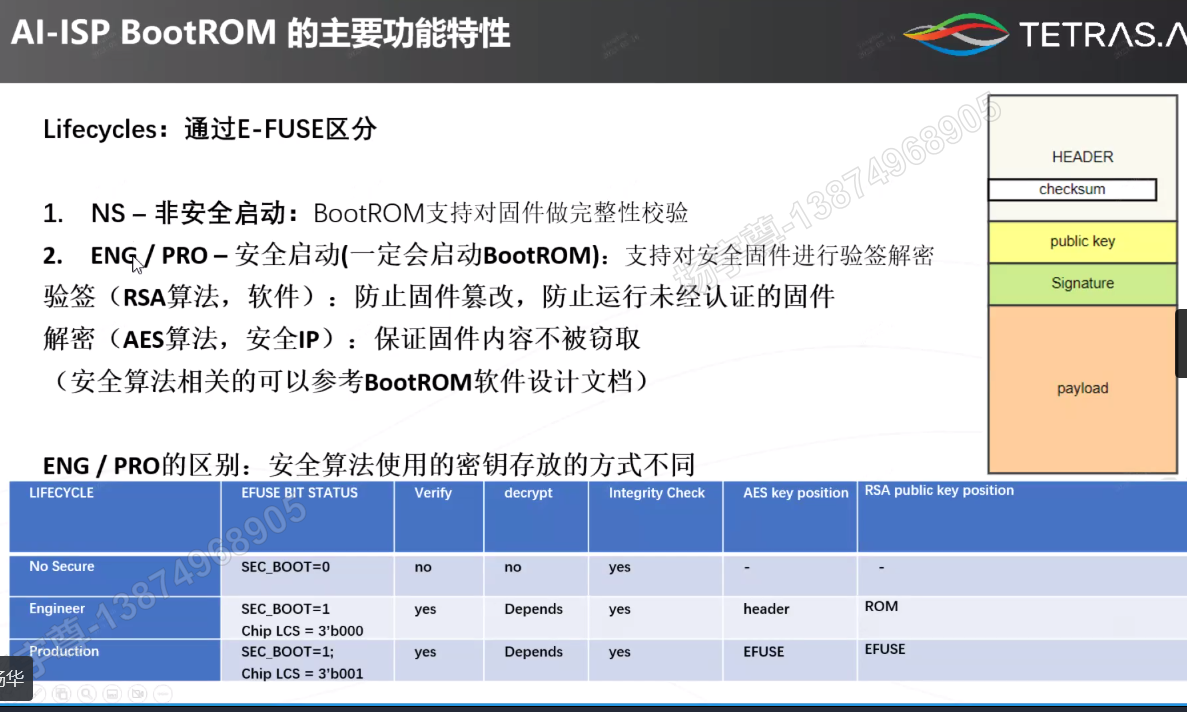 AI-ISP BootROM 的主要功能特性
TETRAS.A
Lifecycles：通过E-FUSE区分
1. NS – 非安全启动：BootROM支持对固件做完整性校验
2. ENG / PRO – 安全启动(一定会启动BootROM)：支持对安全固件进行验签解密
验签（RSA算法，软件）：防止固件篡改，防止运行未经认证的固件
解密（AES算法，安全IP）：保证固件内容不被窃取
（安全算法相关的可以参考BootROM软件设计文档）
ENG / PRO的区别：安全算法使用的密钥存放的方式不同
HEADER
checksum
public key
Signature
payload
LIFECYCLE EFUSE BIT STATUS Verify decrypt Integrity Check AES key position RSA public key position
No Secure SEC_BOOT=0 no no yes - -
Engineer SEC_BOOT=1 yes Depends yes header ROM
Chip LCS = 3'b000
Production SEC_BOOT=1; yes Depends yes EFUSE EFUSE
Chip LCS = 3'b001
13874968905
13874968905
华